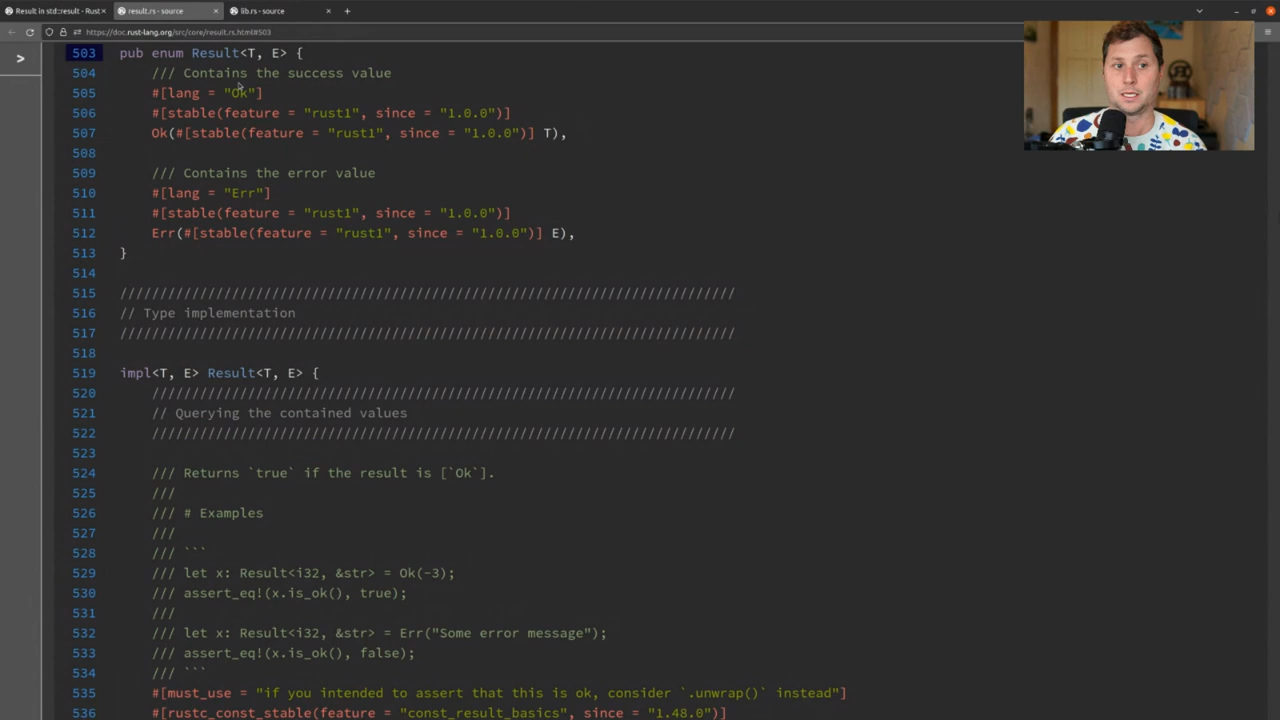 Result in std::result - Rust
result.rs - source
lib.rs - source
https://doc.rust-lang.org/src/core/result.rs.html#503
503 pub enum Result<T, E> {
504 /// Contains the success value
505 #[lang = "Ok"]
506 #[stable(feature = "rust1", since = "1.0.0")]
507 Ok(#[stable(feature = "rust1", since = "1.0.0")] T),
508
509 /// Contains the error value
510 #[lang = "Err"]
511 #[stable(feature = "rust1", since = "1.0.0")]
512 Err(#[stable(feature = "rust1", since = "1.0.0")] E),
513 }
514
515 //////////////////////////////////////////////////////////////////////////////
516 // Type implementation
517 //////////////////////////////////////////////////////////////////////////////
518
519 impl<T, E> Result<T, E> {
520 //////////////////////////////////////////////////////////////////////////
521 // Querying the contained values
522 //////////////////////////////////////////////////////////////////////////
523
524 /// Returns `true` if the result is [`Ok`].
525 ///
526 /// # Examples
527 ///
528 /// ```
529 /// let x: Result<i32, &str> = Ok(-3);
530 /// assert_eq!(x.is_ok(), true);
531 ///
532 /// let x: Result<i32, &str> = Err("Some error message");
533 /// assert_eq!(x.is_ok(), false);
534 /// ```
535 #[must_use = "if you intended to assert that this is ok, consider `.unwrap()` instead"]
536 #[rustc_const_stable(feature = "const_result_basics", since = "1.48.0")]